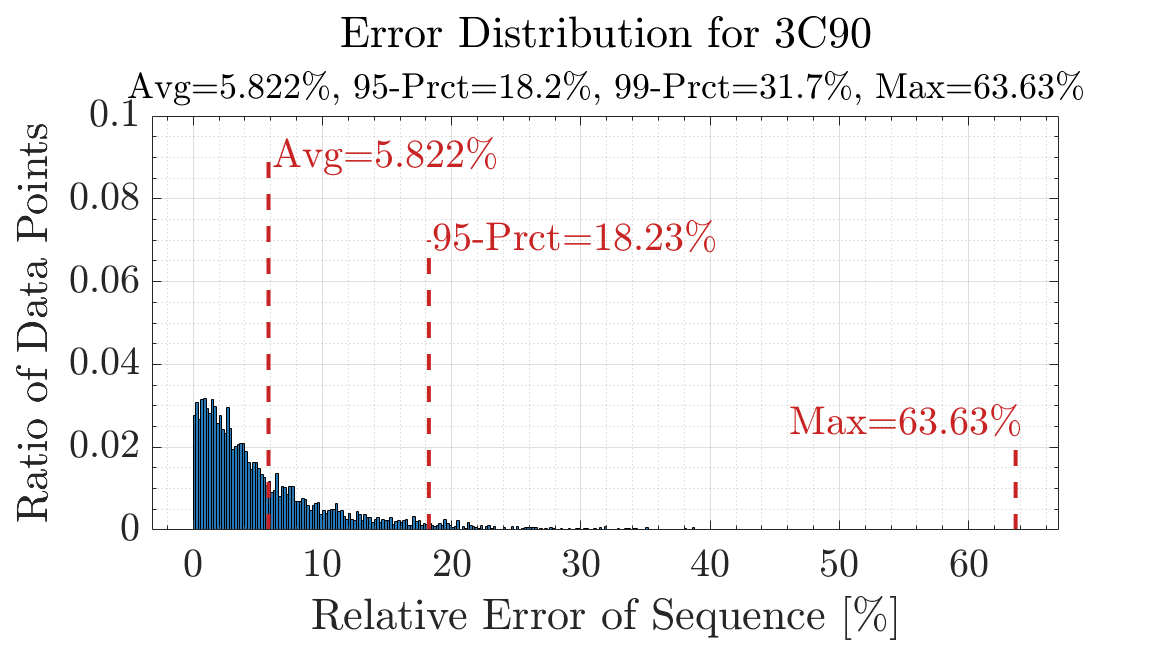 Error Distribution for 3C90
Avg=5.822%, 95-Prct=18.2%, 99-Prct=31.7%, Max=63.63%
0.1
0.08
0.06
0.04
0.02
0
Ratio of Data Points
Avg=5.822%
95-Prct=18.23%
Max=63.63%
0 10 20 30 40 50 60
Relative Error of Sequence [%]